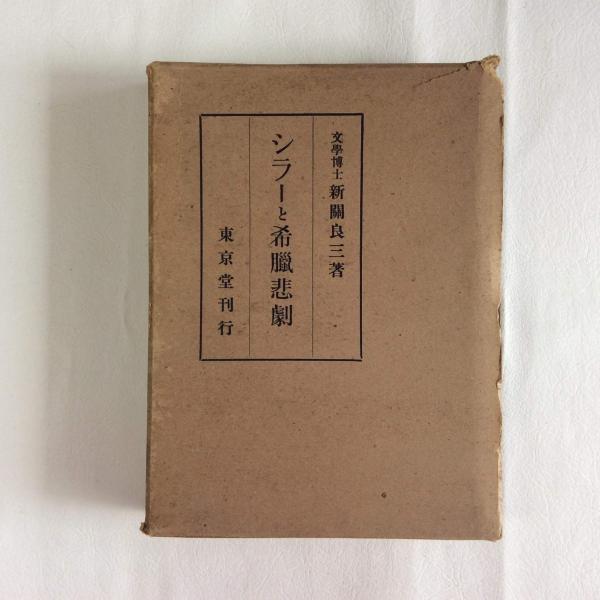 文學博士 新關良三著
シラーと希臘悲劇
東京堂刊行